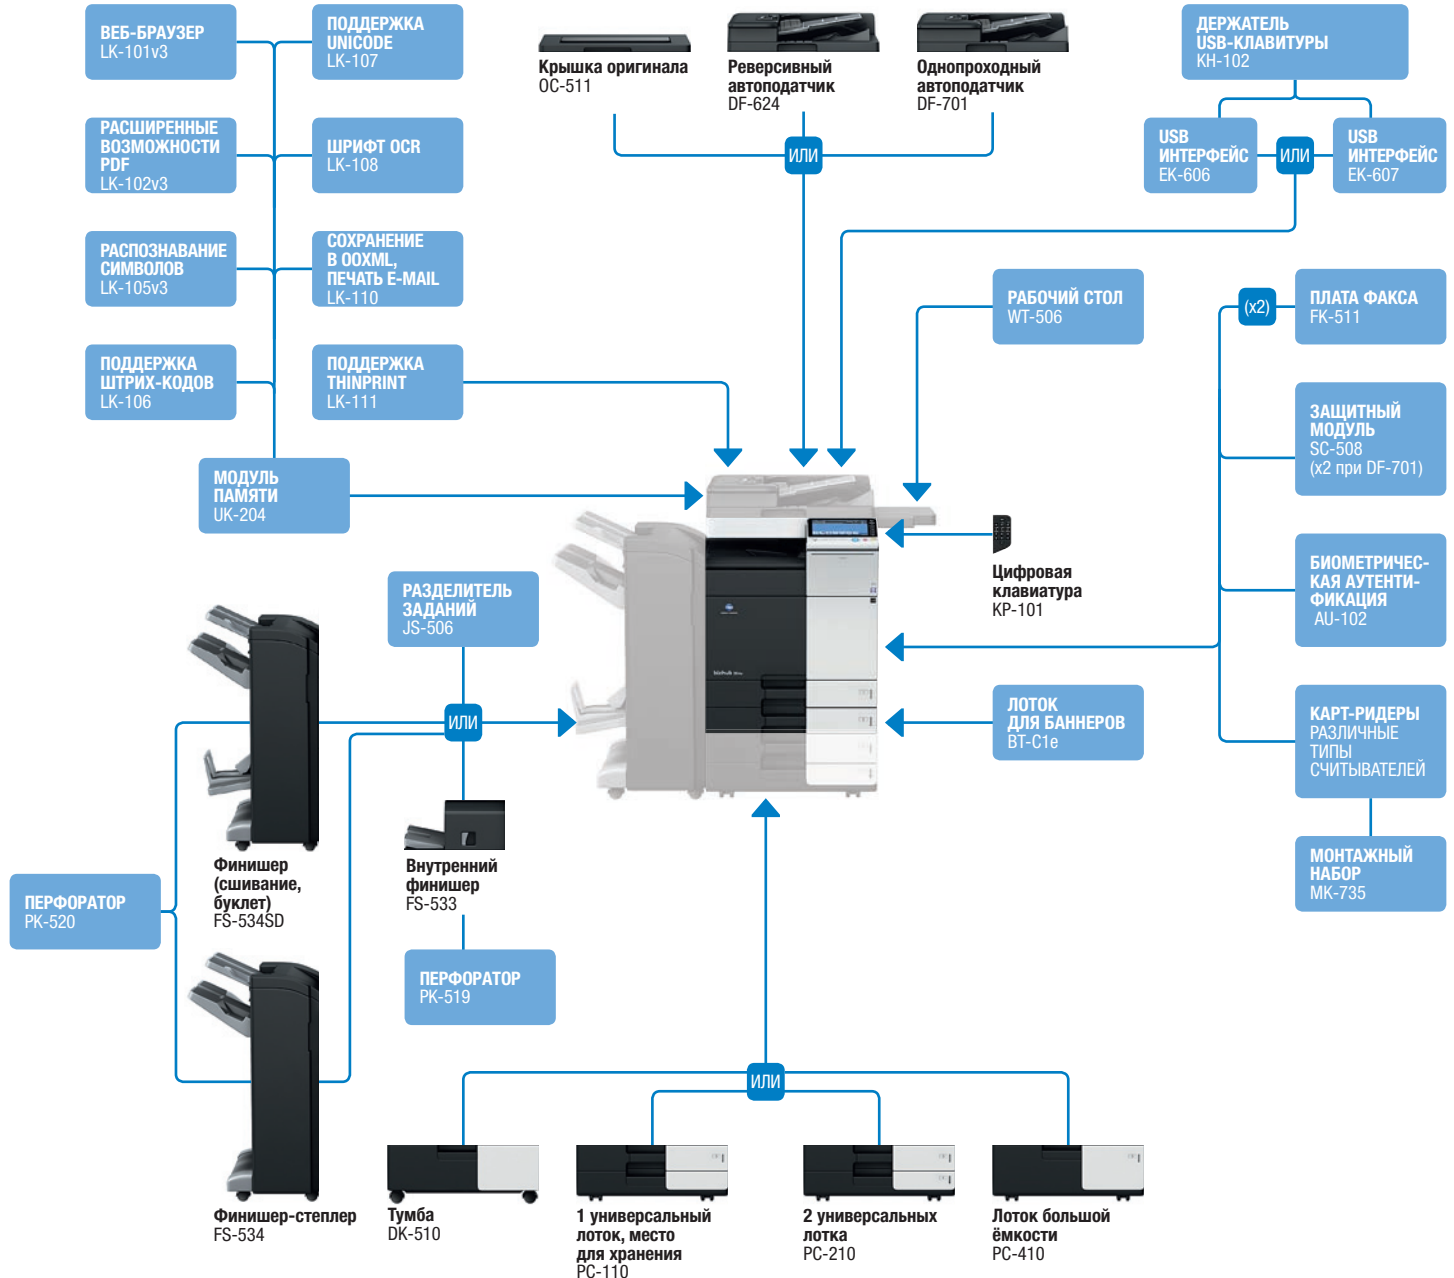 ВЕБ-БРАУЗЕР
LK-101v3
ПОДДЕРЖКА
UNICODE
LK-107
РАСШИРЕННЫЕ
ВОЗМОЖНОСТИ
PDF
LK-102v3
ШРИФТ OCR
LK-108
РАСПОЗНАВАНИЕ
СИМВОЛОВ
LK-105v3
СОХРАНЕНИЕ
В OOXML,
ПЕЧАТЬ E-MAIL
LK-110
ПОДДЕРЖКА
ШТРИХ-КОДОВ
LK-106
ПОДДЕРЖКА
THINPRINT
LK-111
МОДУЛЬ
ПАМЯТИ
UK-204
Крышка оригинала
OC-511
Реверсивный
автоподатчик
DF-624
Однопроходный
автоподатчик
DF-701
ИЛИ
ДЕРЖАТЕЛЬ
USB-КЛАВИТУРЫ
KH-102
USB
ИНТЕРФЕЙС
EK-606
ИЛИ
USB
ИНТЕРФЕЙС
EK-607
РАБОЧИЙ СТОЛ
WT-506
(x2)
ПЛАТА ФАКСА
FK-511
ЗАЩИТНЫЙ
МОДУЛЬ
SC-508
(x2 при DF-701)
Цифровая
клавиатура
KP-101
БИОМЕТРИЧЕС-
КАЯ АУТЕНТИ-
ФИКАЦИЯ
AU-102
ЛОТОК
ДЛЯ БАННЕРОВ
BT-C1e
КАРТ-РИДЕРЫ
РАЗЛИЧНЫЕ
ТИПЫ
СЧИТЫВАТЕЛЕЙ
МОНТАЖНЫЙ
НАБОР
MK-735
РАЗДЕЛИТЕЛЬ
ЗАДАНИЙ
JS-506
ИЛИ
Финишер
(сшивание,
буклет)
FS-534SD
Внутренний
финишер
FS-533
ПЕРФОРАТОР
PK-520
ПЕРФОРАТОР
PK-519
Финишер-степлер
FS-534
ИЛИ
Тумба
DK-510
1 универсальный
лоток, место
для хранения
PC-110
2 универсальных
лотка
PC-210
Лоток большой
ёмкости
PC-410